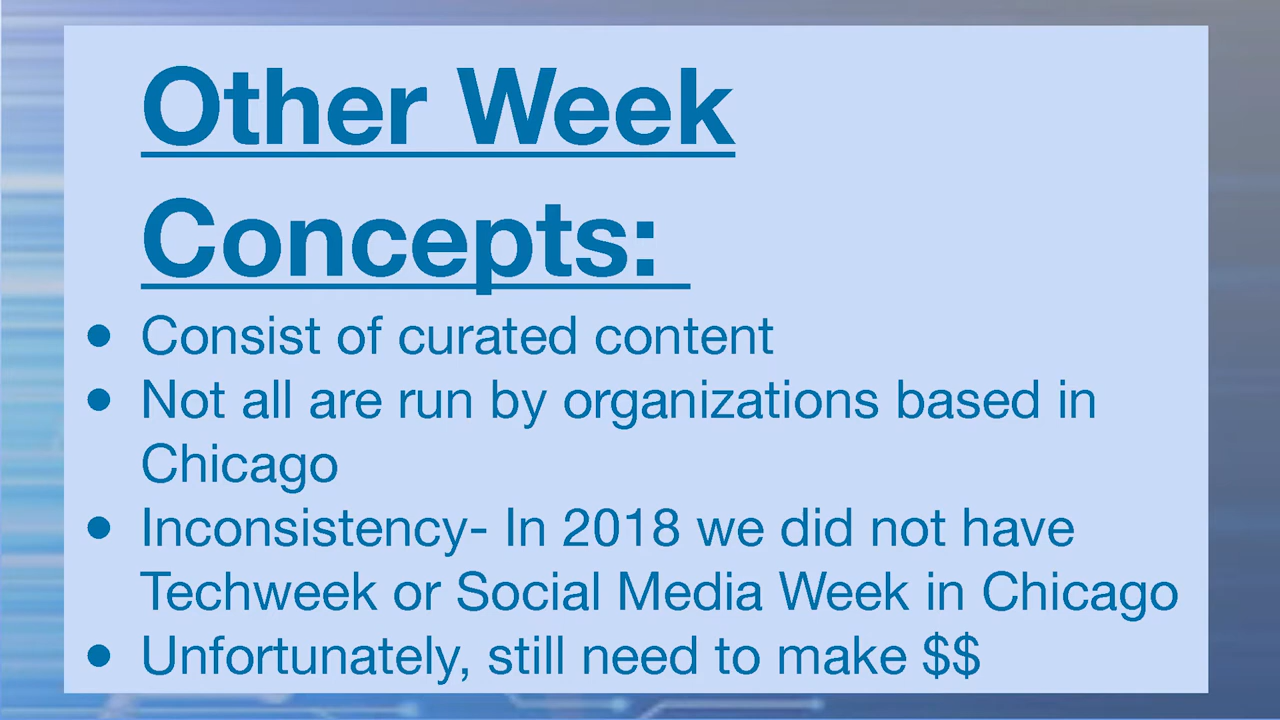 Other Week
Concepts:
● Consist of curated content
● Not all are run by organizations based in
Chicago
● Inconsistency- In 2018 we did not have
Techweek or Social Media Week in Chicago
● Unfortunately, still need to make $$